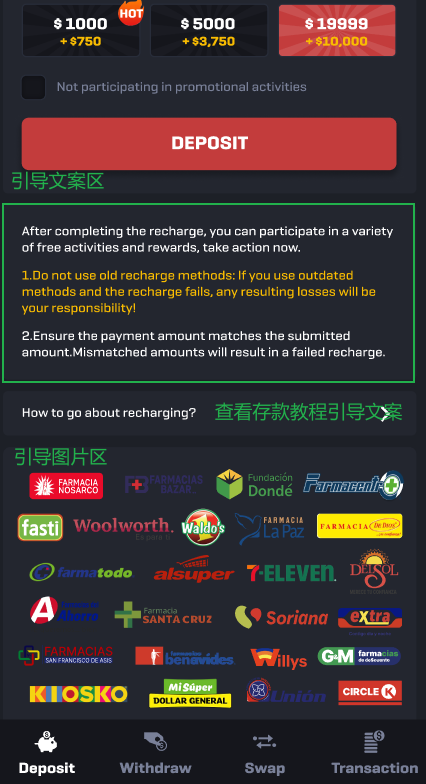 $ 1000
HOT
$ 5000
$ 19999
+ $750
+ $3,750
+ $10,000
Not participating in promotional activities
DEPOSIT
引导文案区
After completing the recharge, you can participate in a variety
of free activities and rewards, take action now.
1.Do not use old recharge methods: If you use outdated
methods and the recharge fails, any resulting losses will be
your responsibility!
2.Ensure the payment amount matches the submitted
amount.Mismatched amounts will result in a failed recharge.
How to go about recharging?
查看存款教程引导文案
引导图片区
FARMACIA
NOSARCO
FARMACIAS
BAZAR
Fundación
Dondé
Farmacentro
fasti
Woolworth.
Waldo's
FARMACIA
La Paz
FARMACIA
De Dios
farmatodo
alsuper
7-ELEVEN
DELSOL
Farmacia
Ahorro
Farmacia
SANTA CRUZ
Soriana
extra
FARMACIAS
SAN FRANCISCO DE ASIS
farmacias
benavides
Willys
G&M farmacias
de descuento
KIOSKO
Mi Súper
DOLLAR GENERAL
Unión
CIRCLE K
Deposit
Withdraw
Swap
Transaction